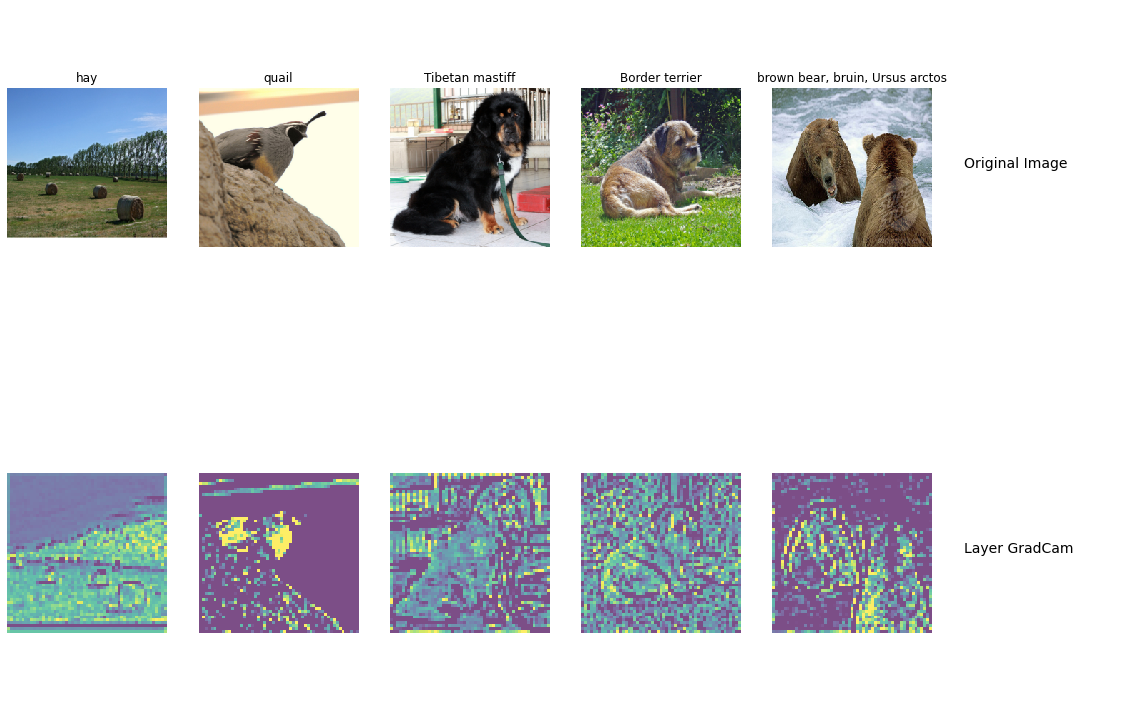 hay
quail
Tibetan mastiff
Border terrier
brown bear, bruin, Ursus arctos
Original Image
Layer GradCam